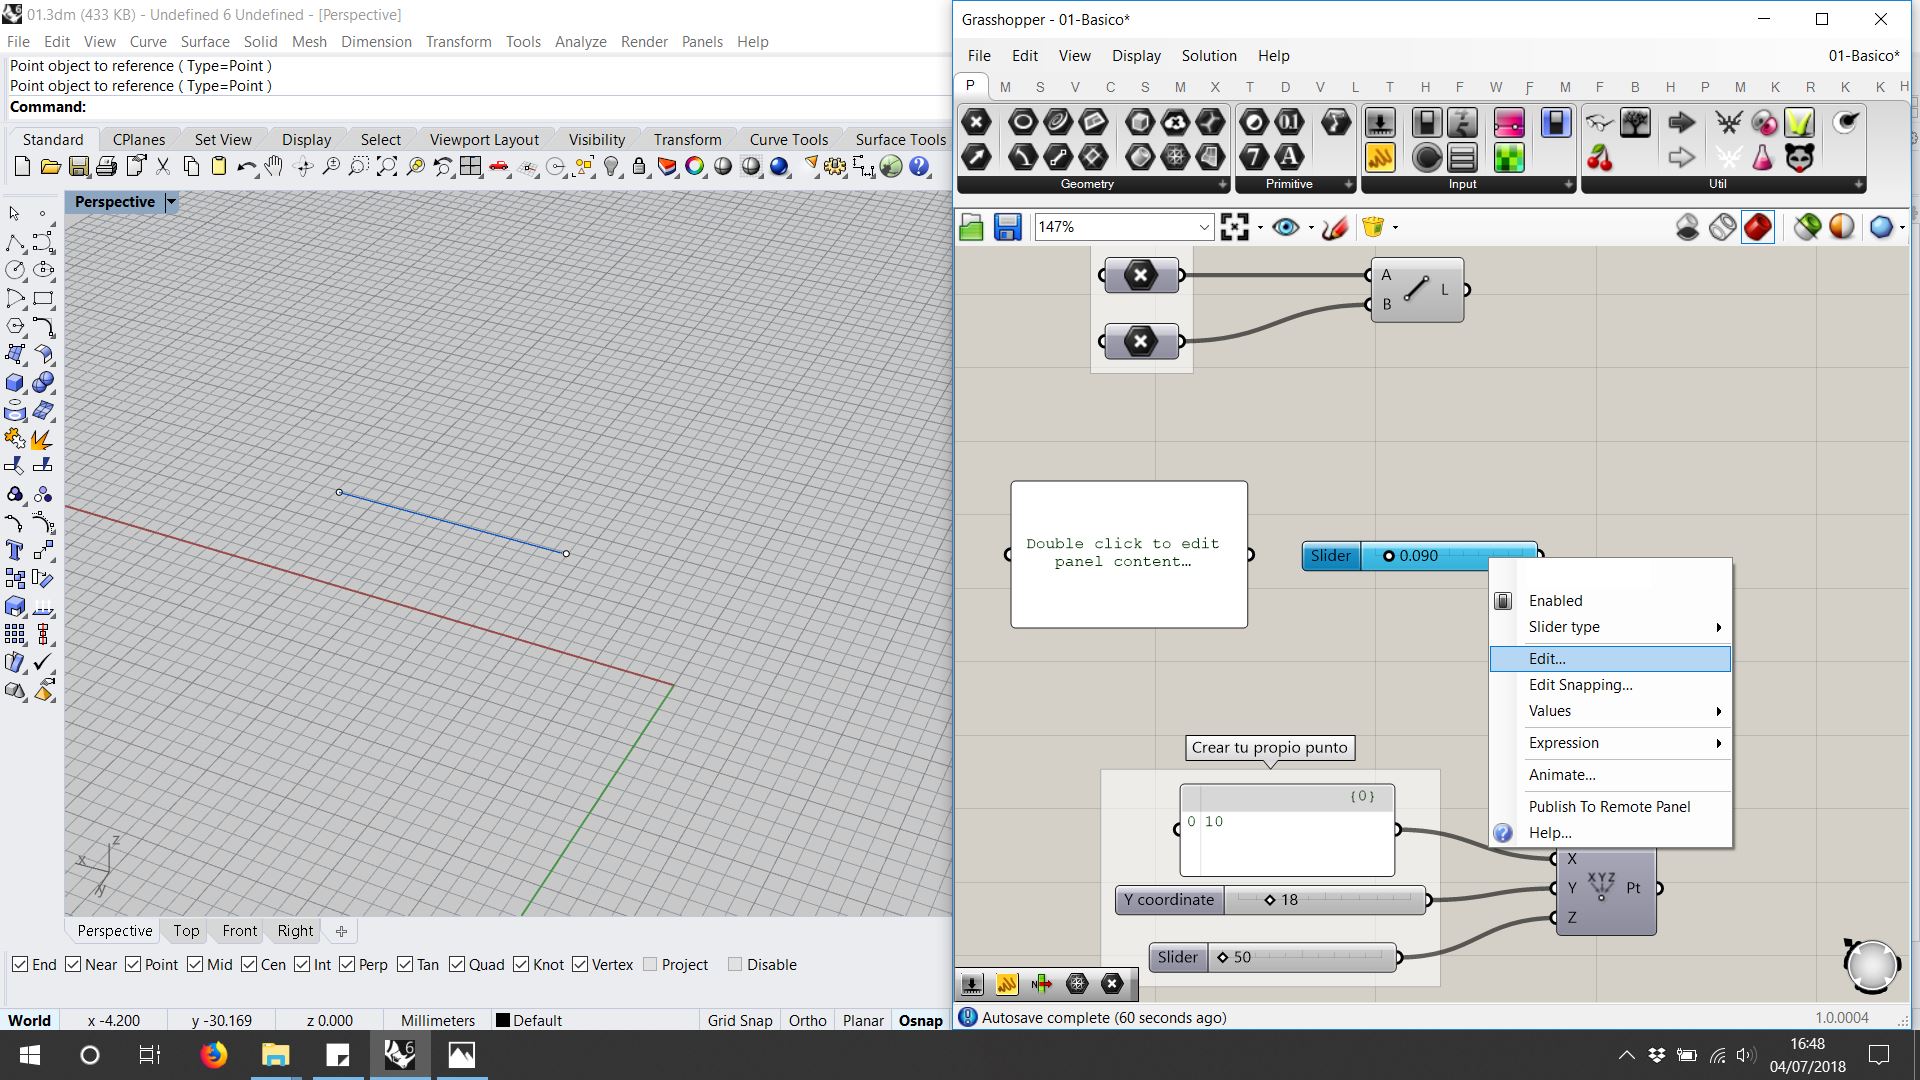 01.3dm (433 KB) - Undefined 6 Undefined - [Perspective]
File Edit View Curve Surface Solid Mesh Dimension Transform Tools Analyze Render Panels Help
Point object to reference ( Type=Point )
Point object to reference ( Type=Point )
Command:
Standard CPlanes Set View Display Select Viewport Layout Visibility Transform Curve Tools Surface Tools
Perspective
z
x
y
Perspective Top Front Right
End Near Point Mid Cen Int Perp Tan Quad Knot Vertex Project Disable
World x -4.200 y -30.169 z 0.000 Millimeters Default Grid Snap Ortho Planar Osnap
Grasshopper - 01-Basico*
File Edit View Display Solution Help 01-Basico*
P M S V C S M X T D V L T H F W F M F B H P M K R K K H
Geometry Primitive Input Util
147%
A
B
L
Double click to edit
panel content…
Slider 0.090
Enabled
Slider type
Edit...
Edit Snapping...
Values
Expression
Animate...
Publish To Remote Panel
Help...
Crear tu propio punto
{0}
0 10
Y coordinate 18
Slider 50
X
Y
Z
XYZ
Pt
Autosave complete (60 seconds ago)
1.0.0004
16:48
04/07/2018